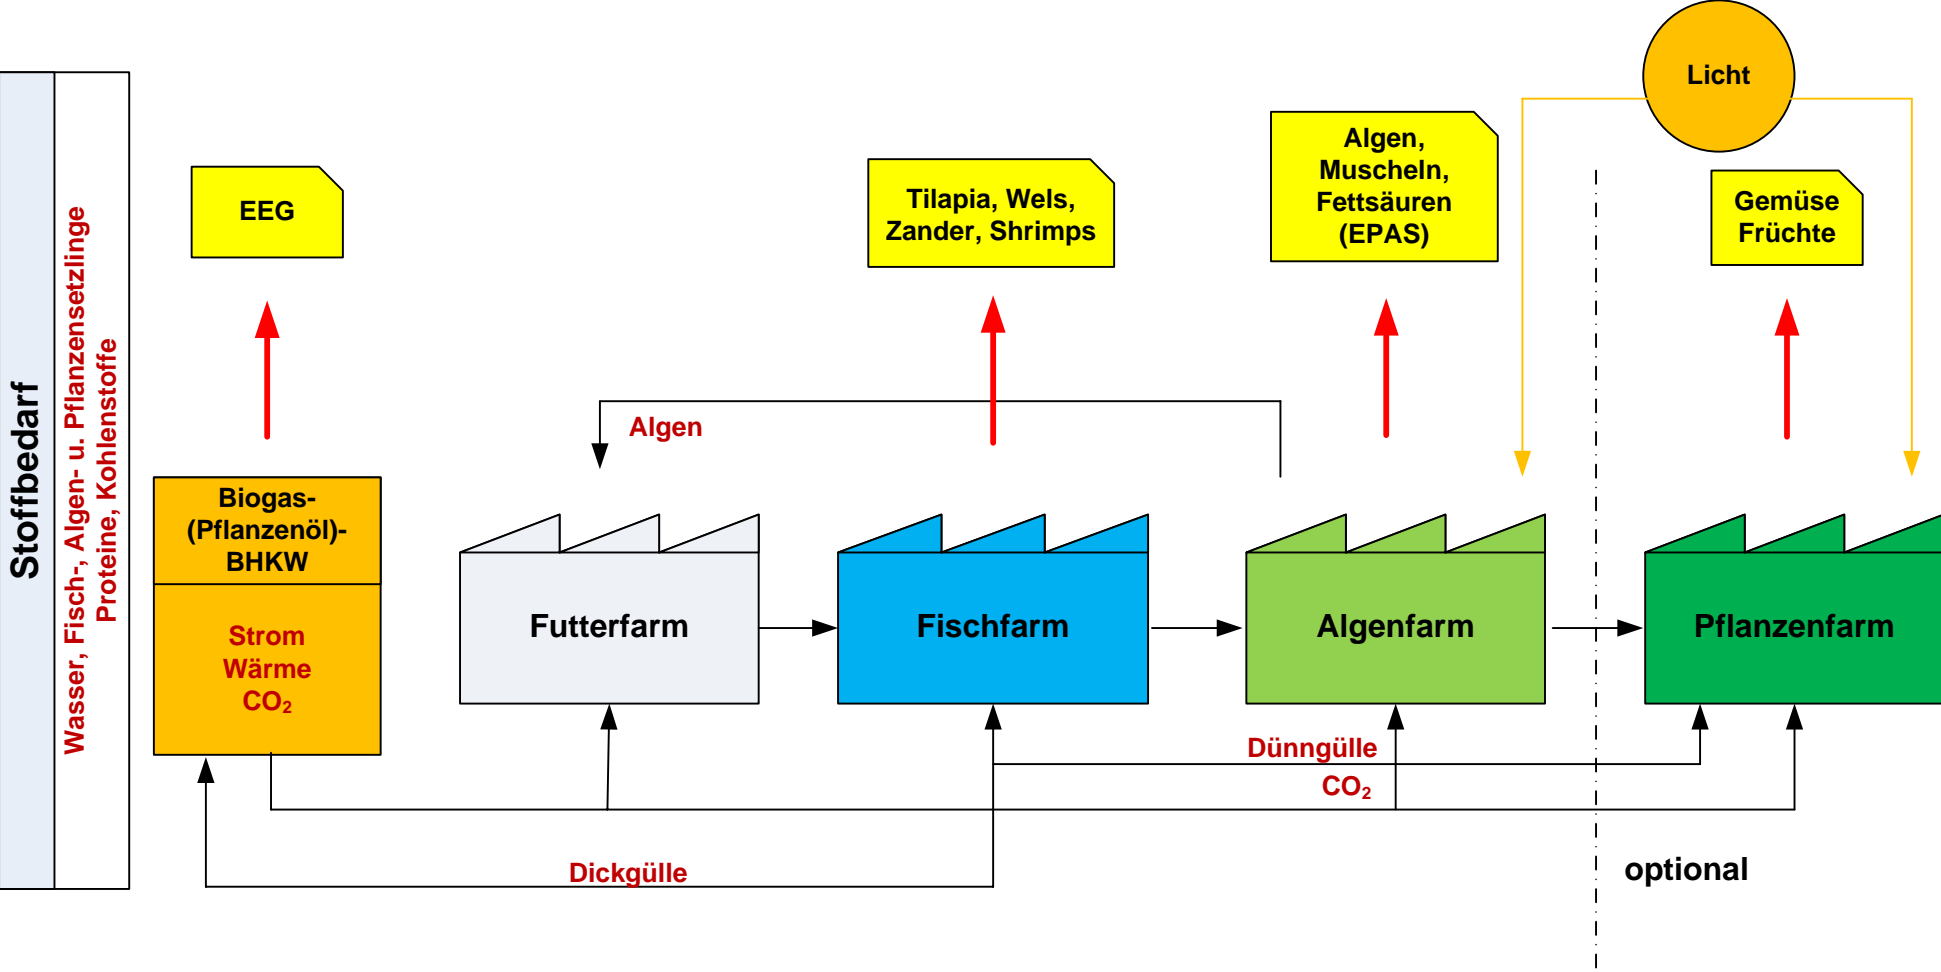 Stoffbedarf
Wasser, Fisch-, Algen- u. Pflanzensetzlinge
Proteine, Kohlenstoffe
EEG
Biogas-
(Pflanzenöl)-
BHKW
Strom
Wärme
CO₂
Tilapia, Wels,
Zander, Shrimps
Algen,
Muscheln,
Fettsäuren
(EPAS)
Licht
Gemüse
Früchte
Algen
Futterfarm
Fischfarm
Algenfarm
Pflanzenfarm
Dünngülle
CO₂
Dickgülle
optional